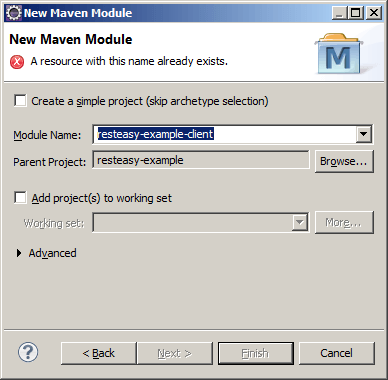 New Maven Module
New Maven Module
A resource with this name already exists.
Create a simple project (skip archetype selection)
Module Name: resteasy-example-client
Parent Project: resteasy-example Browse...
Add project(s) to working set
Working set: More...
Advanced
? < Back Next > Finish Cancel